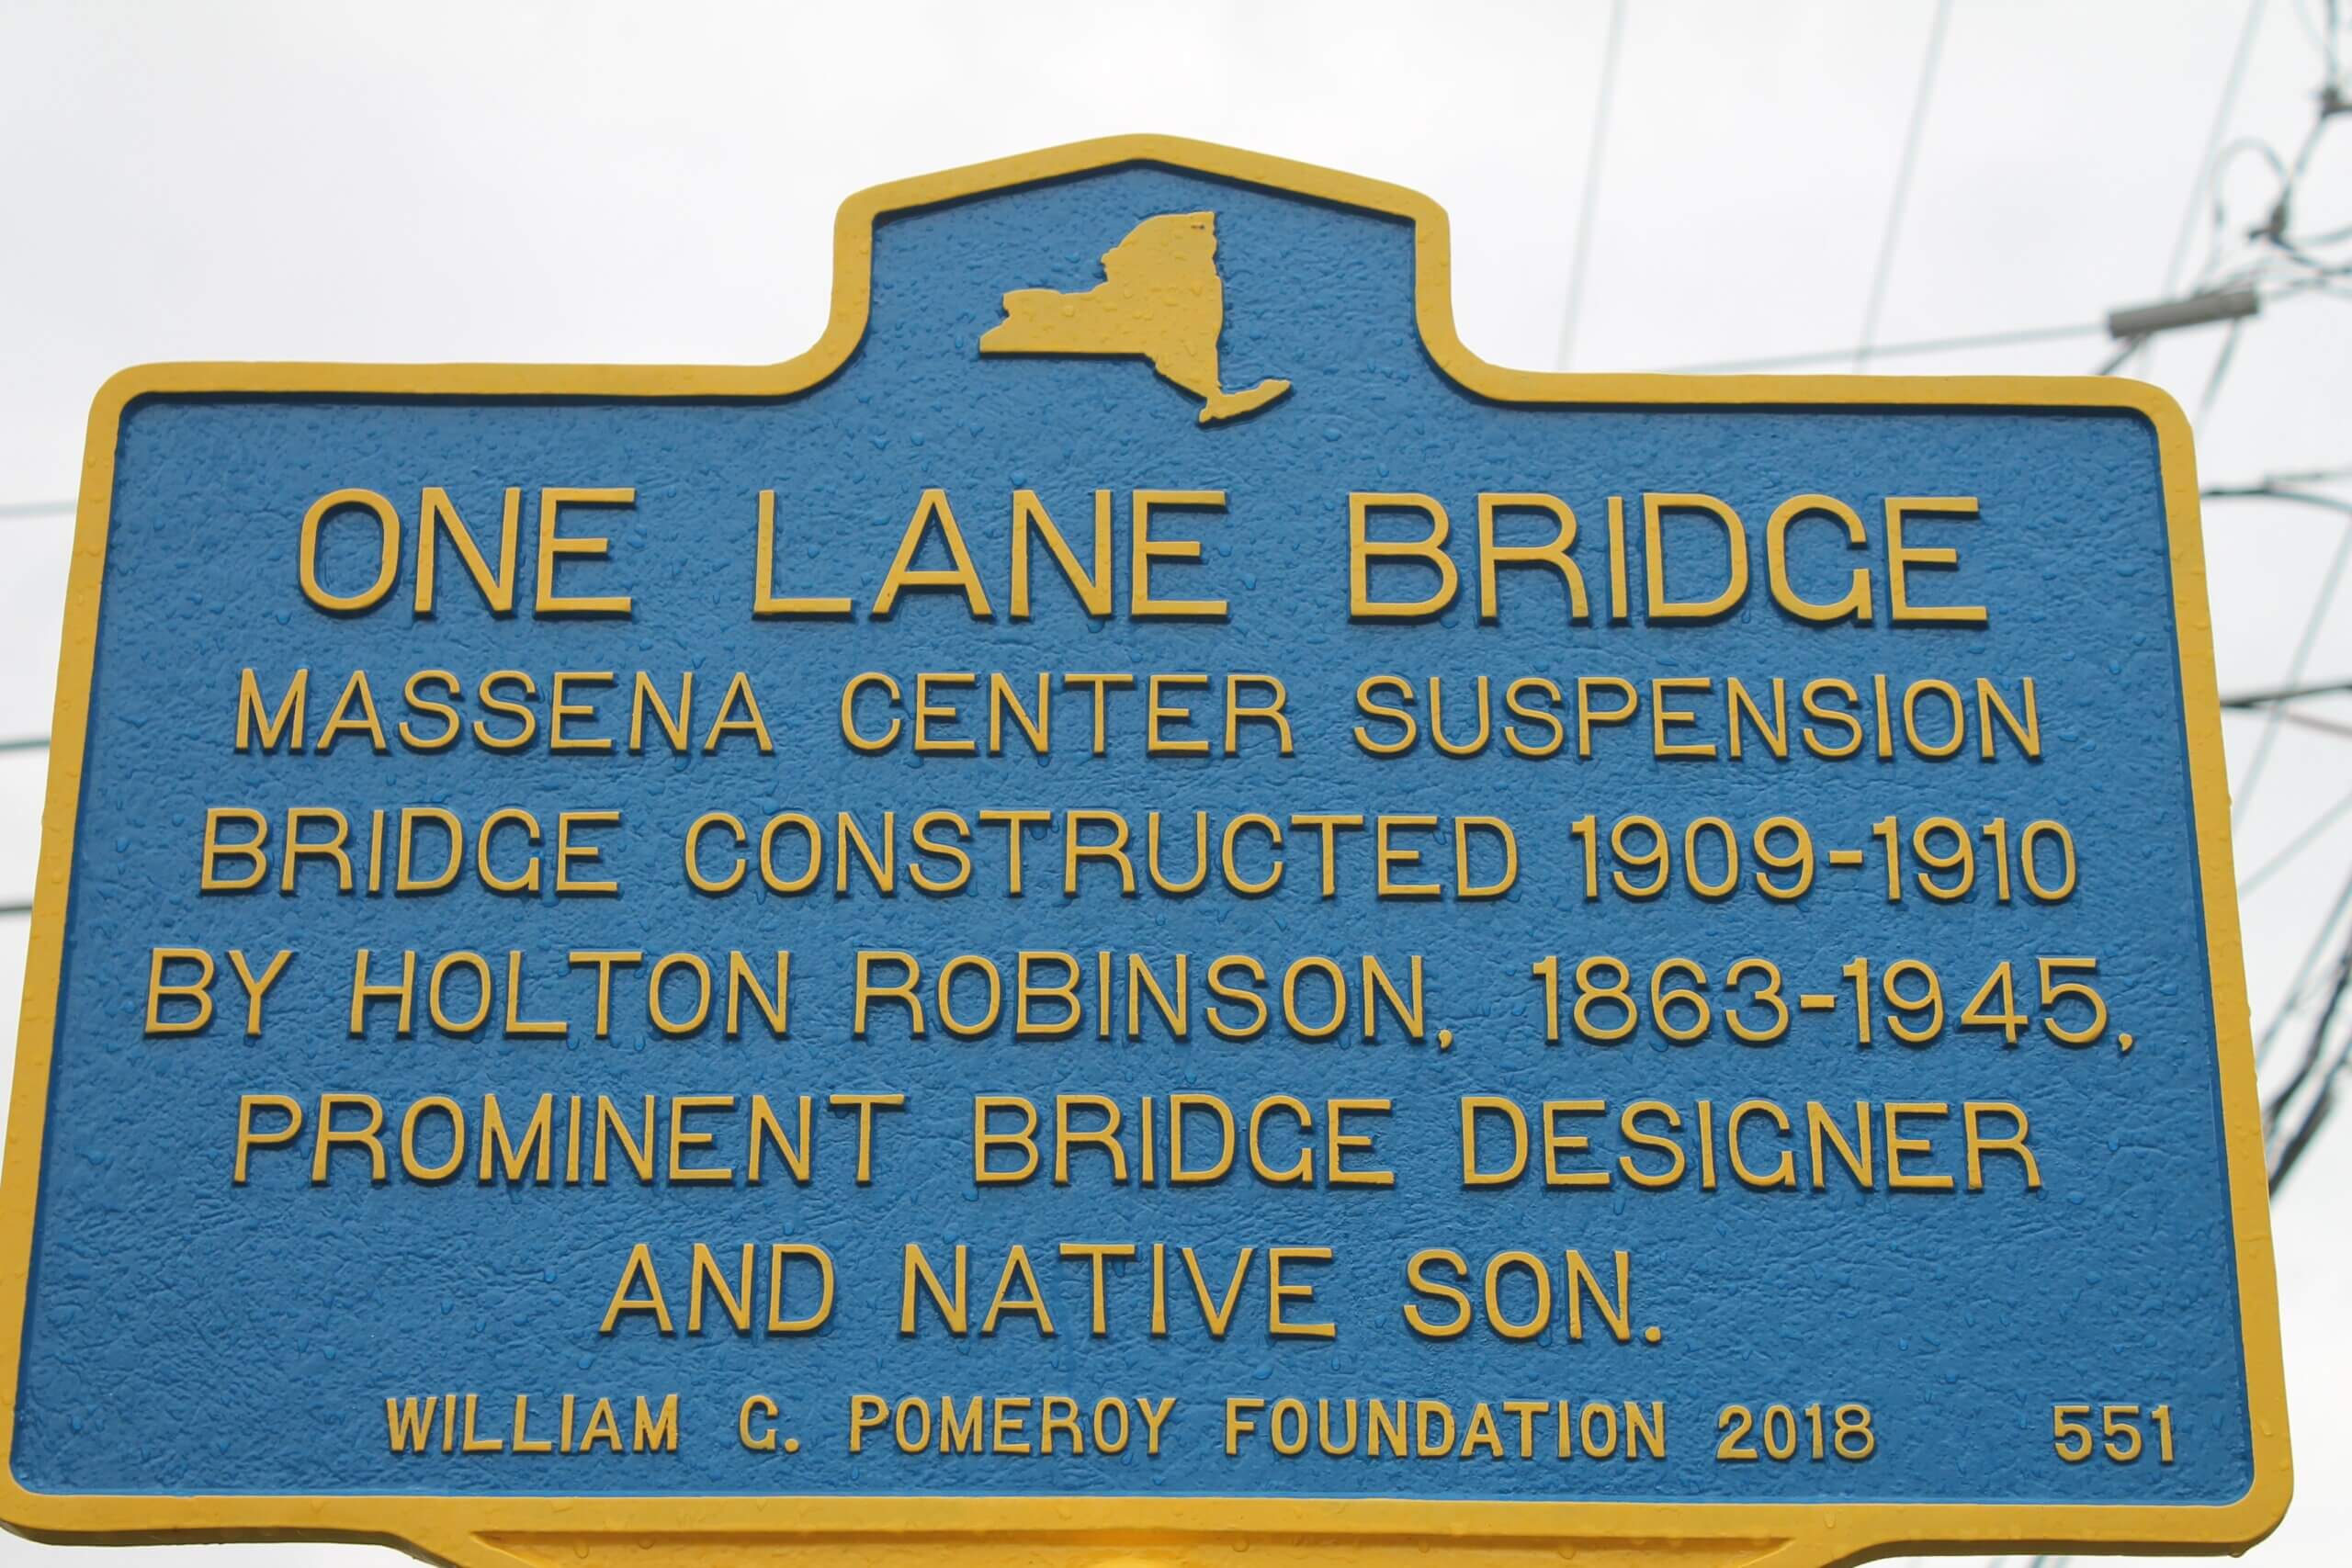 ONE LANE BRIDGE
MASSENA CENTER SUSPENSION
BRIDGE CONSTRUCTED 1909-1910
BY HOLTON ROBINSON, 1863-1945,
PROMINENT BRIDGE DESIGNER
AND NATIVE SON.
WILLIAM G. POMEROY FOUNDATION 2018 551